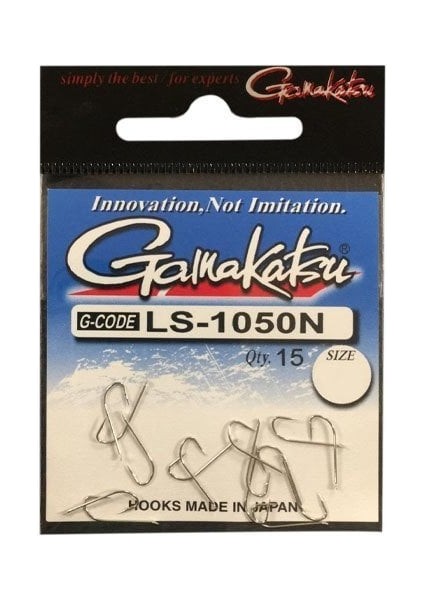 simply the best / for experts
Gamakatsu
Innovation, Not Imitation.
Gamakatsu®
G-CODE LS-1050N
Qty. 15 SIZE
HOOKS MADE IN JAPAN